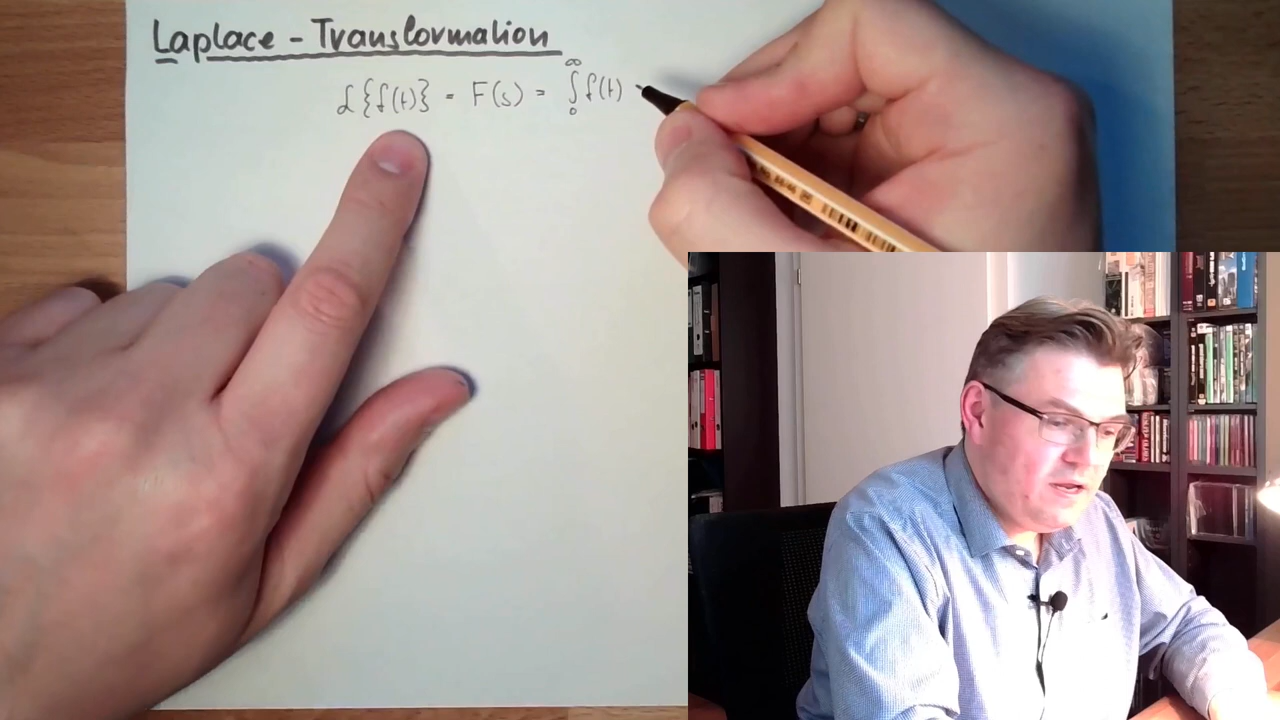 Laplace - Transformation
ℒ{f(t)} = F(s) = ∫₀^∞ f(t)